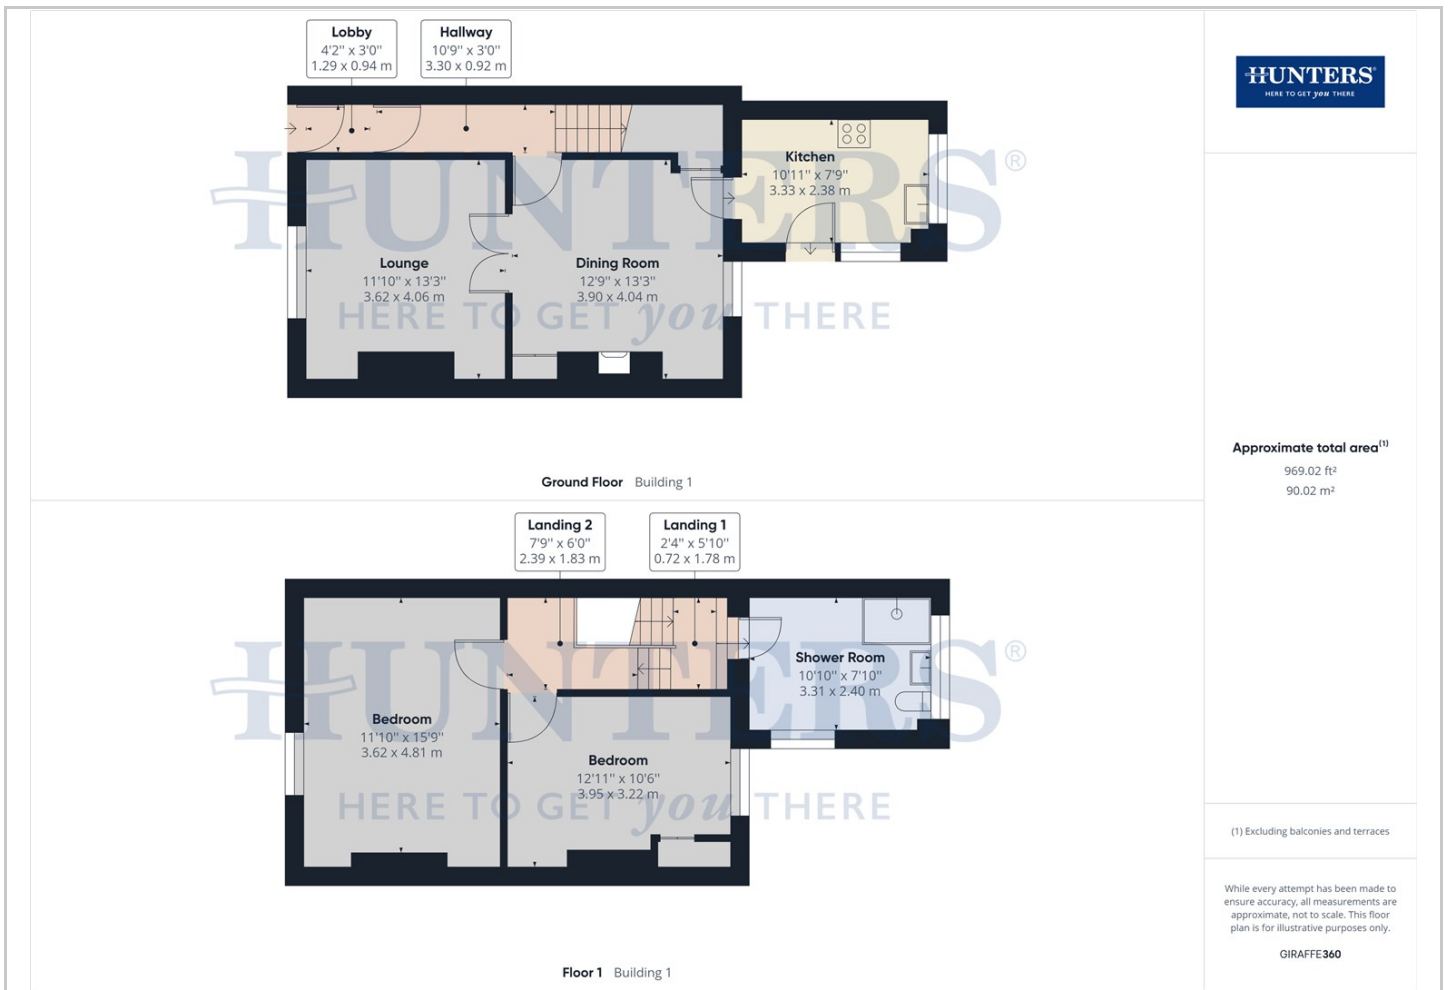 Lobby
4'2" x 3'0"
1.29 x 0.94 m
Hallway
10'9" x 3'0"
3.30 x 0.92 m
Kitchen
10'11" x 7'9"
3.33 x 2.38 m
Lounge
11'10" x 13'3"
3.62 x 4.06 m
Dining Room
12'9" x 13'3"
3.90 x 4.04 m
HUNTERS®
HERE TO GET you THERE
Ground Floor Building 1
Landing 2
7'9" x 6'0"
2.39 x 1.83 m
Landing 1
2'4" x 5'10"
0.72 x 1.78 m
Shower Room
10'10" x 7'10"
3.31 x 2.40 m
Bedroom
11'10" x 15'9"
3.62 x 4.81 m
Bedroom
12'11" x 10'6"
3.95 x 3.22 m
HUNTERS®
HERE TO GET you THERE
Floor 1 Building 1
HUNTERS®
HERE TO GET you THERE
Approximate total area(1)
969.02 ft²
90.02 m²
(1) Excluding balconies and terraces
While every attempt has been made to
ensure accuracy, all measurements are
approximate, not to scale. This floor
plan is for illustrative purposes only.
GIRAFFE360